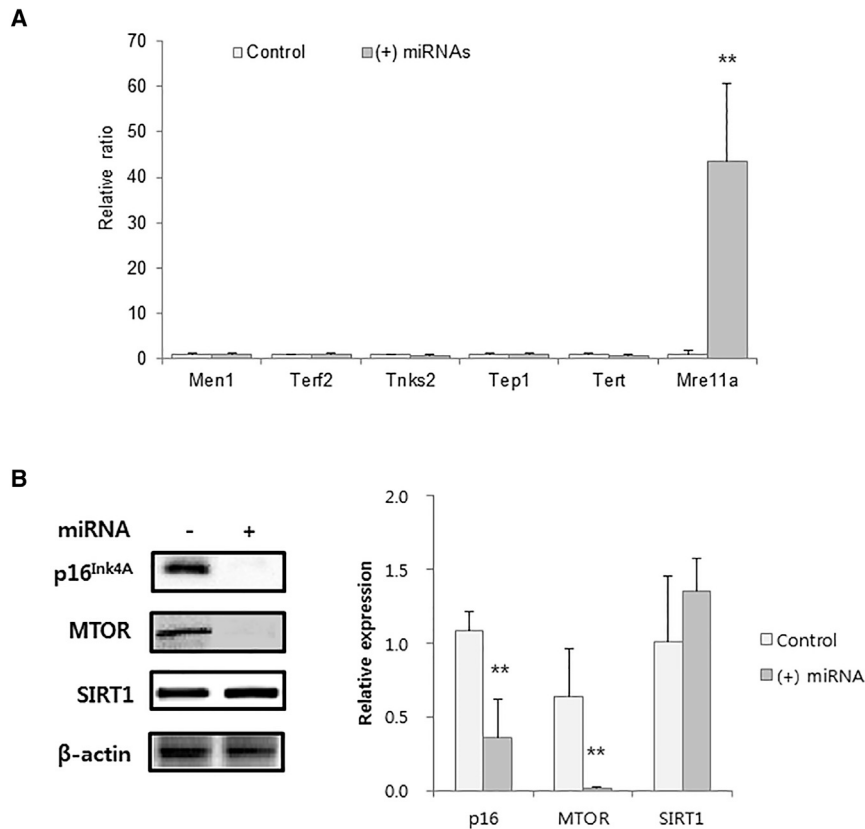 A
70
60
50
40
30
20
10
0
Relative ratio
Control
(+) miRNAs
**
Men1 Terf2 Tnks2 Tep1 Tert Mre11a
B
miRNA - +
p16Ink4A
MTOR
SIRT1
β-actin
2.0
1.5
1.0
0.5
0.0
Relative expression
**
**
Control
(+) miRNA
p16 MTOR SIRT1